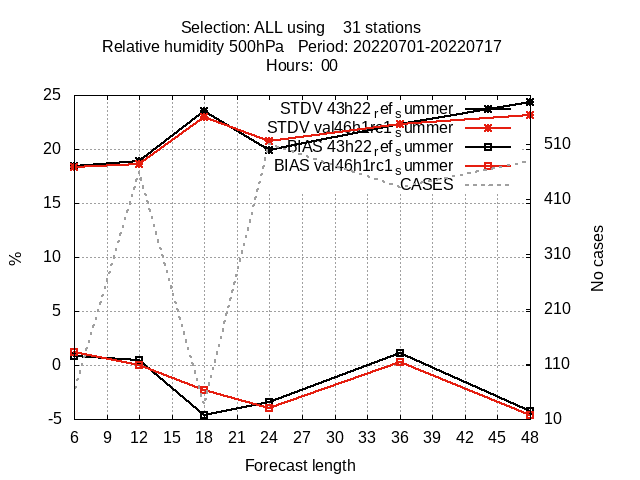 Selection: ALL using    31 stations
Relative humidity 500hPa   Period: 20220701-20220717
Hours:  00
25
20
15
10
5
0
-5
%
STDV 43h22_ref_summer
STDV val46h1rc1_summer
BIAS 43h22_ref_summer
BIAS val46h1rc1_summer
CASES
510
410
310
210
110
10
No cases
6 9 12 15 18 21 24 27 30 33 36 39 42 45 48
Forecast length